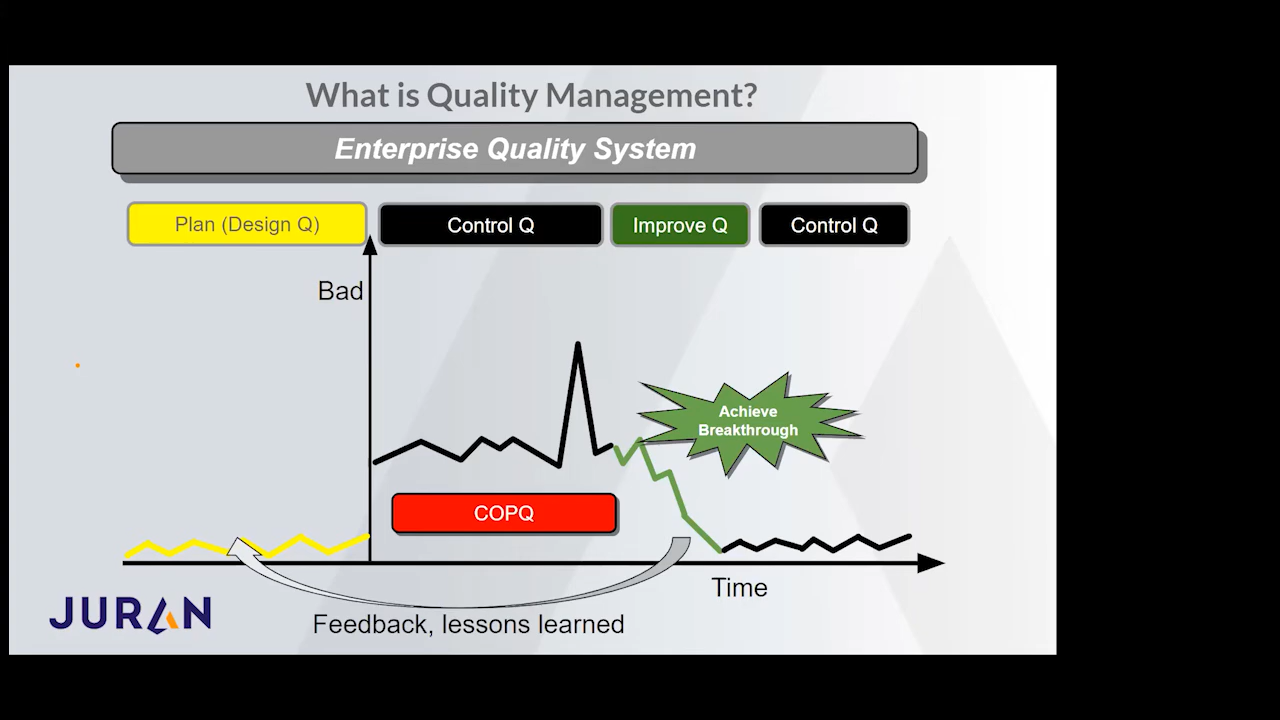 What is Quality Management?
Enterprise Quality System
Plan (Design Q)
Control Q
Improve Q
Control Q
Bad
Achieve
Breakthrough
COPQ
Time
JURAN
Feedback, lessons learned